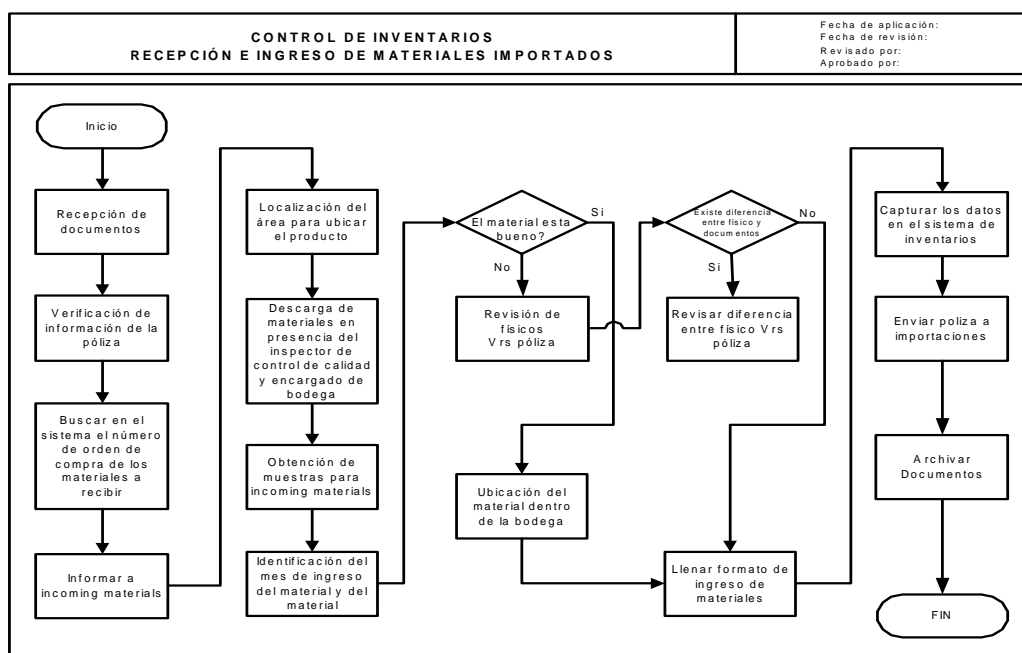 CONTROL DE INVENTARIOS
RECEPCIÓN E INGRESO DE MATERIALES IMPORTADOS
Fecha de aplicación:
Fecha de revisión:
Revisado por:
Aprobado por:
Inicio
Recepción de
documentos
Verificación de
información de la
póliza
Buscar en el
sistema el número
de orden de
compra de los
materiales a
recibir
Informar a
incoming materials
Localización del
área para ubicar
el producto
Descarga de
materiales en
presencia del
inspector de
control de calidad
y encargado de
bodega
Obtención de
muestras para
incoming materials
Identificación del
mes de ingreso
del material y del
material
El material esta
bueno?
Si
No
Revisión de
físicos
Vrs póliza
Ubicación del
material dentro
de la bodega
Existe diferencia
entre físico y
documentos
No
Si
Revisar diferencia
entre físico Vrs
póliza
Llenar formato de
ingreso de
materiales
Capturar los datos
en el sistema de
inventarios
Enviar poliza a
importaciones
Archivar
Documentos
FIN